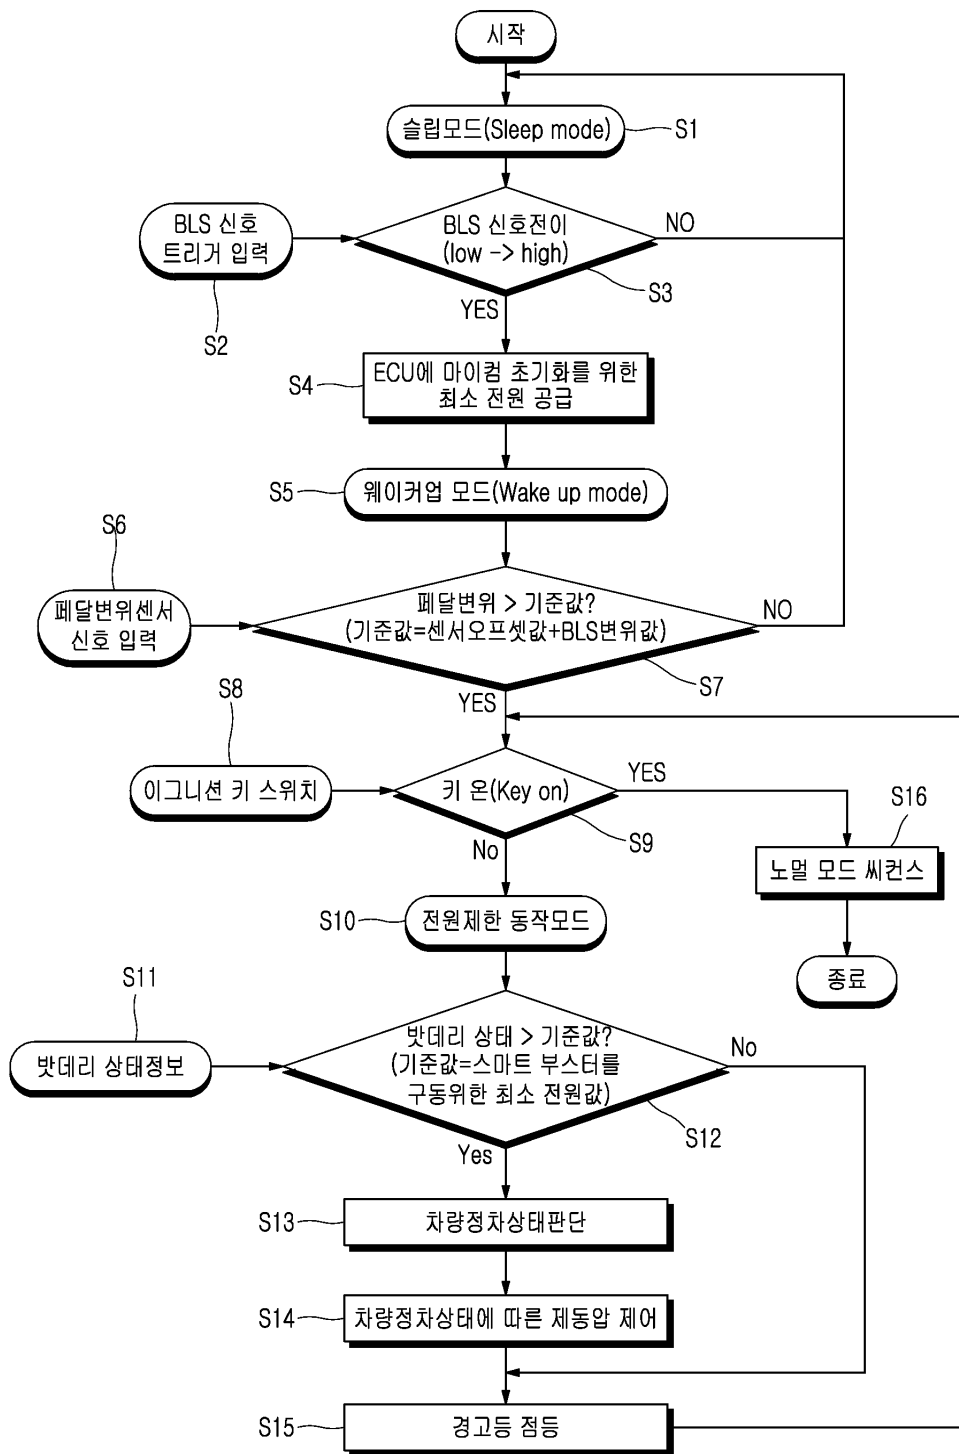 시작
슬립모드(Sleep mode)
S1
BLS 신호
트리거 입력
S2
BLS 신호전이
(low -> high)
NO
S3
YES
S4
ECU에 마이컴 초기화를 위한
최소 전원 공급
S5
웨이커업 모드(Wake up mode)
S6
페달변위센서
신호 입력
페달변위 > 기준값?
(기준값=센서오프셋값+BLS변위값)
NO
S7
YES
S8
이그니션 키 스위치
키 온(Key on)
YES
S9
No
S16
노멀 모드 씨컨스
종료
S10
전원제한 동작모드
S11
밧데리 상태정보
밧데리 상태 > 기준값?
(기준값=스마트 부스터를
구동위한 최소 전원값)
No
S12
Yes
S13
차량정차상태판단
S14
차량정차상태에 따른 제동압 제어
S15
경고등 점등